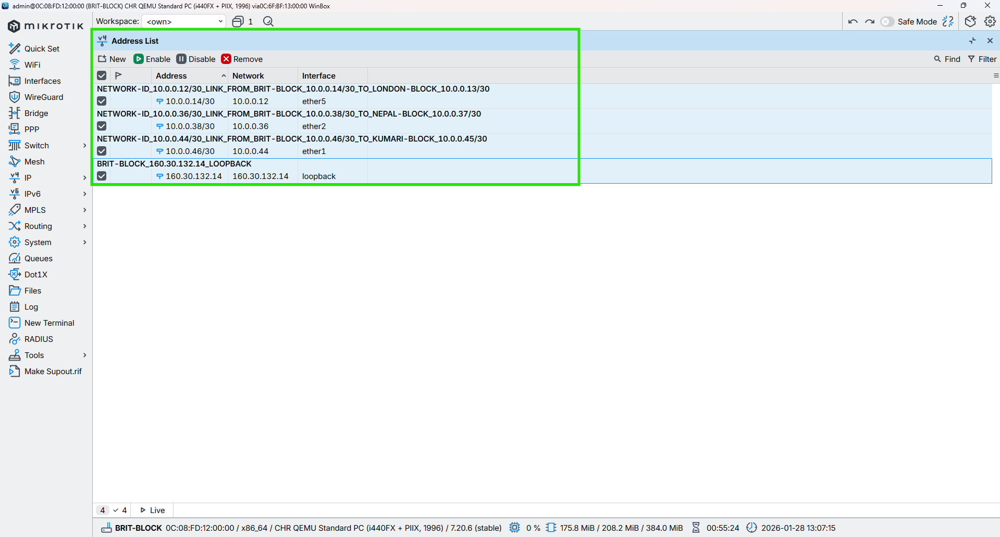 admin@0C:08:FD:12:00:00 (BRIT-BLOCK) CHR QEMU Standard PC (i440FX + PIIX, 1996) via0C:6F:BF:13:00:00 WinBox
MIKROTIK
Workspace: <own> 1
Safe Mode
Quick Set
WiFi
Interfaces
WireGuard
Bridge
PPP
Switch
Mesh
IP
IPv6
MPLS
Routing
System
Queues
Dot1X
Files
Log
New Terminal
RADIUS
Tools
Make Supout.rif
Address List
New Enable Disable Remove Find Filter
Address Network Interface
NETWORK-ID_10.0.0.12/30_LINK_FROM_BRIT-BLOCK_10.0.0.14/30_TO_LONDON-BLOCK_10.0.0.13/30
10.0.0.14/30 10.0.0.12 ether5
NETWORK-ID_10.0.0.36/30_LINK_FROM_BRIT-BLOCK_10.0.0.38/30_TO_NEPAL-BLOCK_10.0.0.37/30
10.0.0.38/30 10.0.0.36 ether2
NETWORK-ID_10.0.0.44/30_LINK_FROM_BRIT-BLOCK_10.0.0.46/30_TO_KUMARI-BLOCK_10.0.0.45/30
10.0.0.46/30 10.0.0.44 ether1
BRIT-BLOCK_160.30.132.14_LOOPBACK
160.30.132.14 160.30.132.14 loopback
4 4 Live
BRIT-BLOCK 0C:08:FD:12:00:00 / x86_64 / CHR QEMU Standard PC (i440FX + PIIX, 1996) / 7.20.6 (stable) 0 % 175.8 MiB / 208.2 MiB / 384.0 MiB 00:55:24 2026-01-28 13:07:15